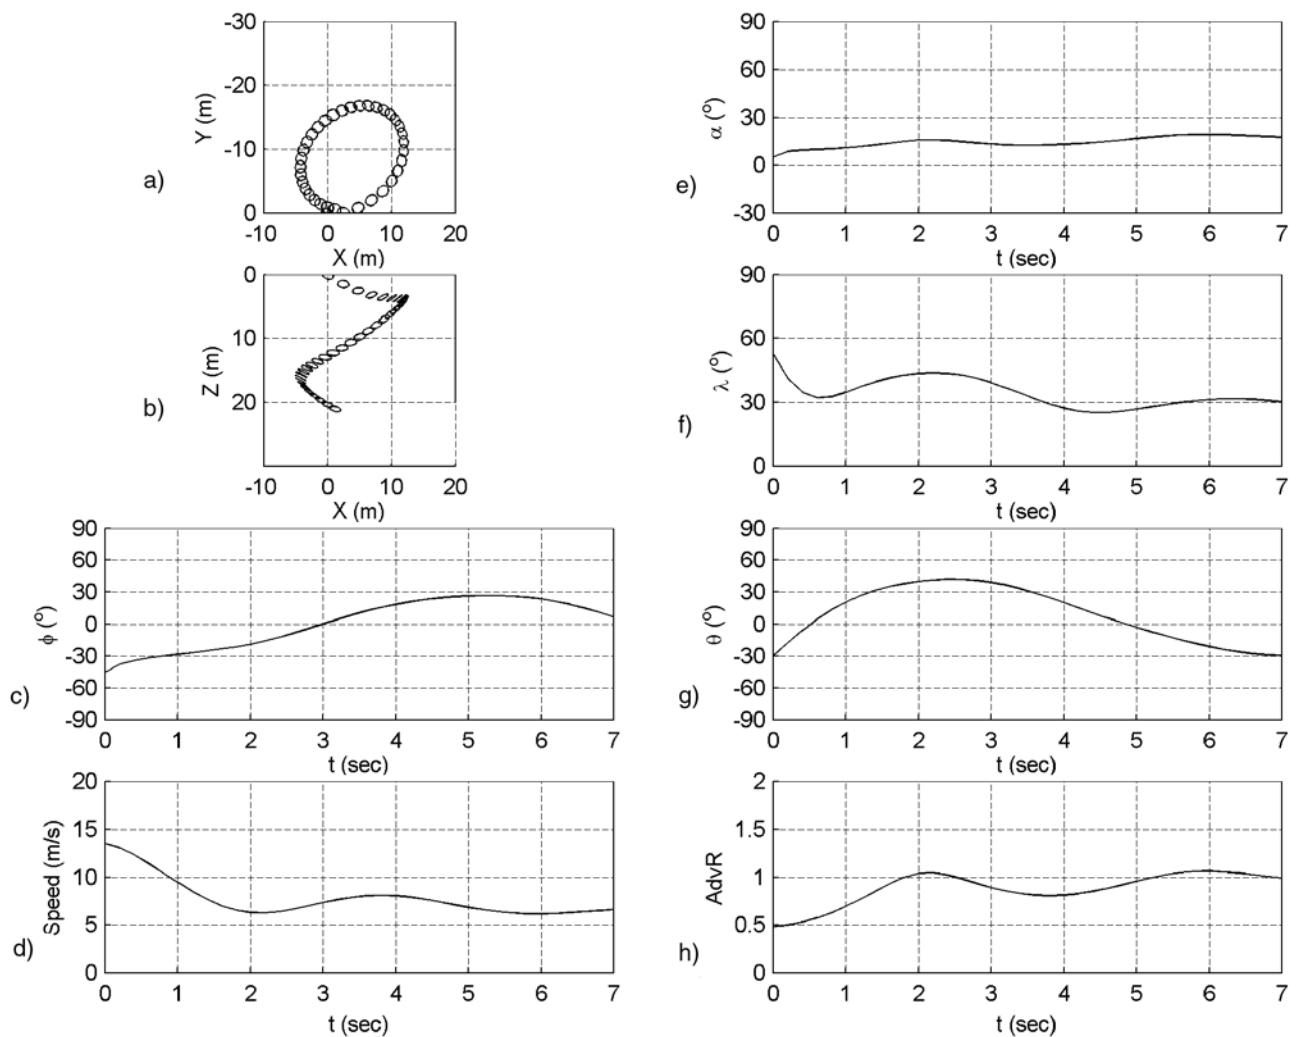 -30
-20
-10
0
Y (m)
-10 0 10 20
X (m)
a)
0
10
20
Z (m)
-10 0 10 20
X (m)
b)
90
60
30
0
-30
-60
-90
ϕ (o)
0 1 2 3 4 5 6 7
t (sec)
c)
20
15
10
5
0
Speed (m/s)
0 1 2 3 4 5 6 7
t (sec)
d)
90
60
30
0
-30
α (o)
0 1 2 3 4 5 6 7
t (sec)
e)
90
60
30
0
λ (o)
0 1 2 3 4 5 6 7
t (sec)
f)
90
60
30
0
-30
-60
-90
θ (o)
0 1 2 3 4 5 6 7
t (sec)
g)
2
1.5
1
0.5
0
AdvR
0 1 2 3 4 5 6 7
t (sec)
h)